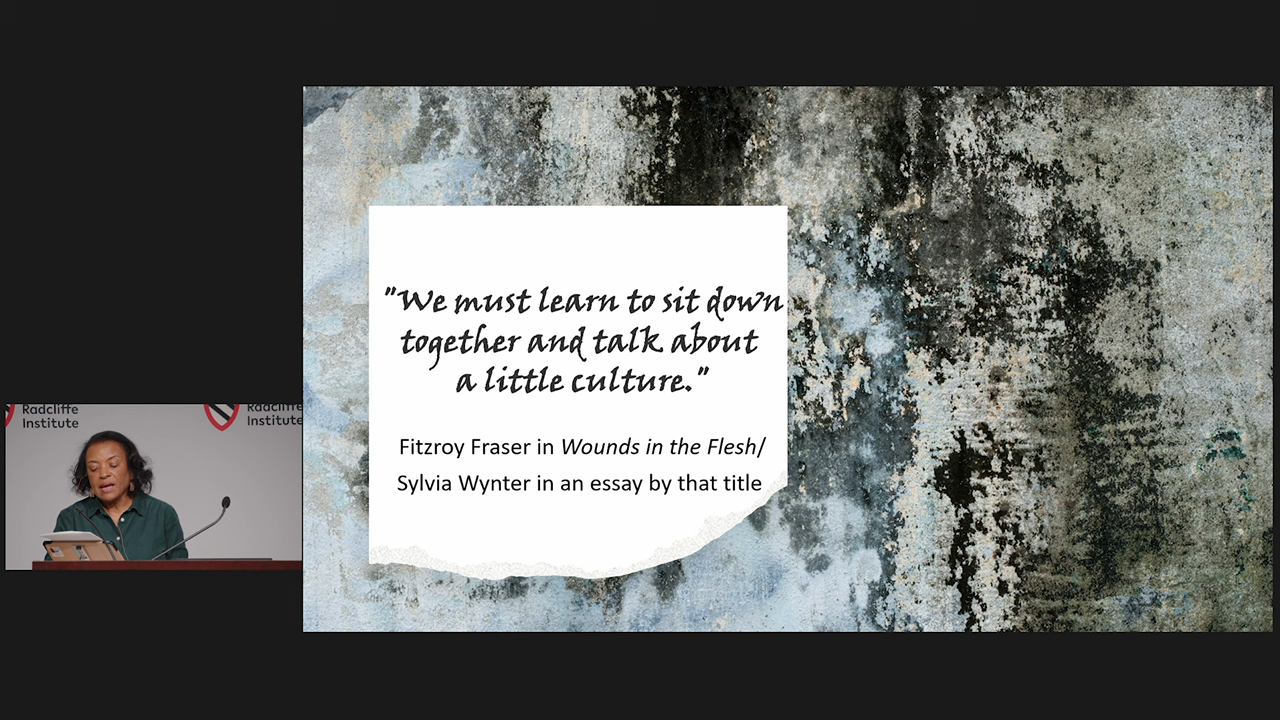 "We must learn to sit down
together and talk about
a little culture."
Fitzroy Fraser in Wounds in the Flesh/
Sylvia Wynter in an essay by that title
Radcliffe
Institute
Radcliffe
Institute